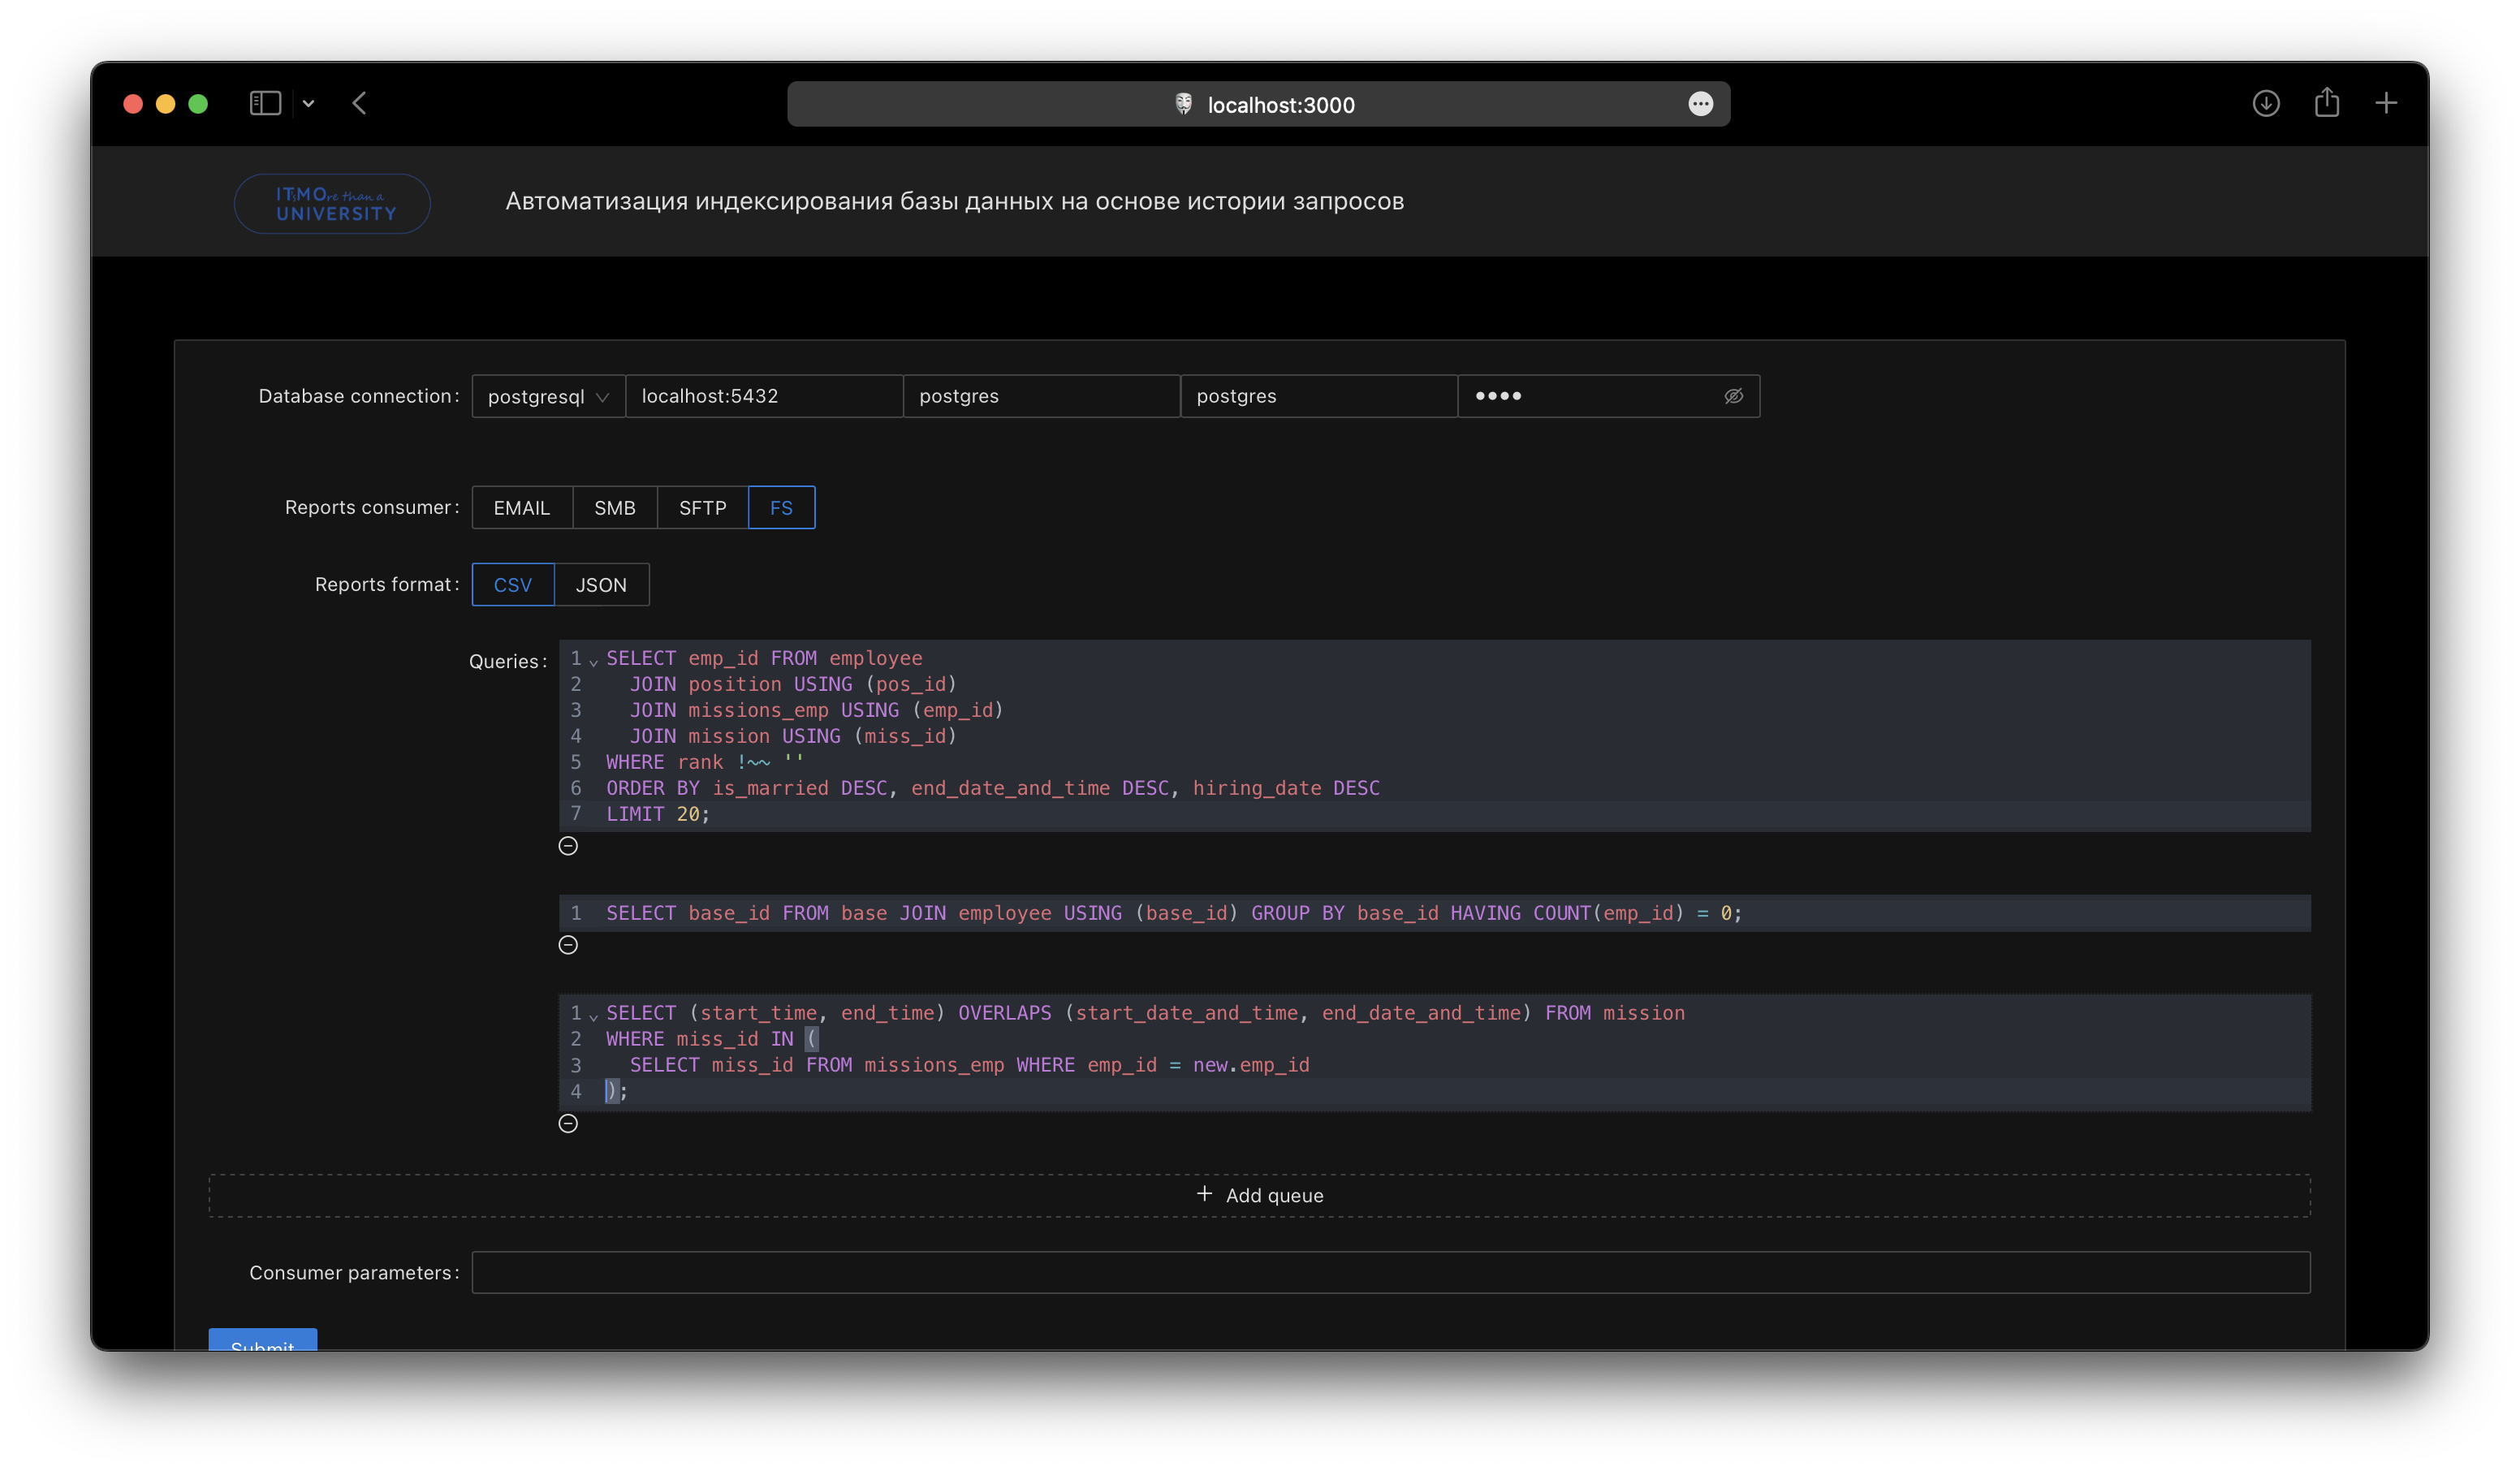 localhost:3000
ITsMOre than a
UNIVERSITY
Автоматизация индексирования базы данных на основе истории запросов
Database connection: postgresql localhost:5432 postgres postgres ••••
Reports consumer: EMAIL SMB SFTP FS
Reports format: CSV JSON
Queries:
1 SELECT emp_id FROM employee
2 JOIN position USING (pos_id)
3 JOIN missions_emp USING (emp_id)
4 JOIN mission USING (miss_id)
5 WHERE rank !~~ ''
6 ORDER BY is_married DESC, end_date_and_time DESC, hiring_date DESC
7 LIMIT 20;
1 SELECT base_id FROM base JOIN employee USING (base_id) GROUP BY base_id HAVING COUNT(emp_id) = 0;
1 SELECT (start_time, end_time) OVERLAPS (start_date_and_time, end_date_and_time) FROM mission
2 WHERE miss_id IN (
3 SELECT miss_id FROM missions_emp WHERE emp_id = new.emp_id
4 );
+ Add queue
Consumer parameters:
Submit